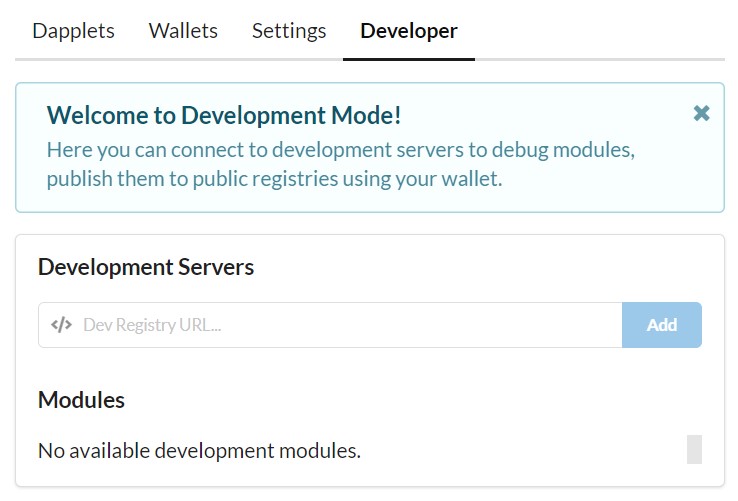 Dapplets Wallets Settings Developer
Welcome to Development Mode!
Here you can connect to development servers to debug modules,
publish them to public registries using your wallet.
Development Servers
</> Dev Registry URL... Add
Modules
No available development modules.